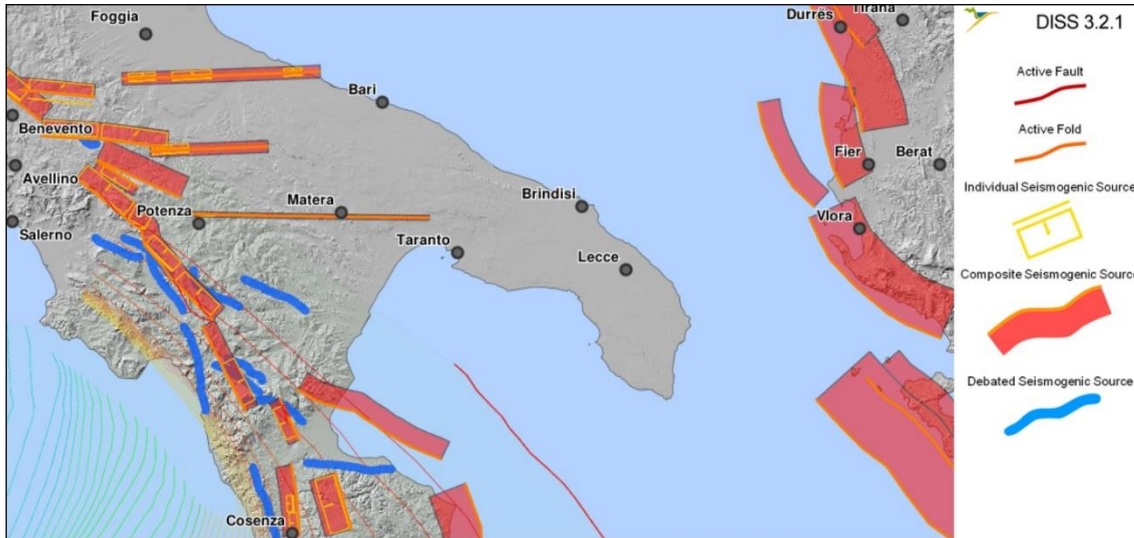 Foggia
Durrës
Tirana
Bari
Benevento
Avellino
Fier
Berat
Potenza
Matera
Brindisi
Salerno
Vlora
Taranto
Lecce
Cosenza
DISS 3.2.1
Active Fault
Active Fold
Individual Seismogenic Source
Composite Seismogenic Source
Debated Seismogenic Source